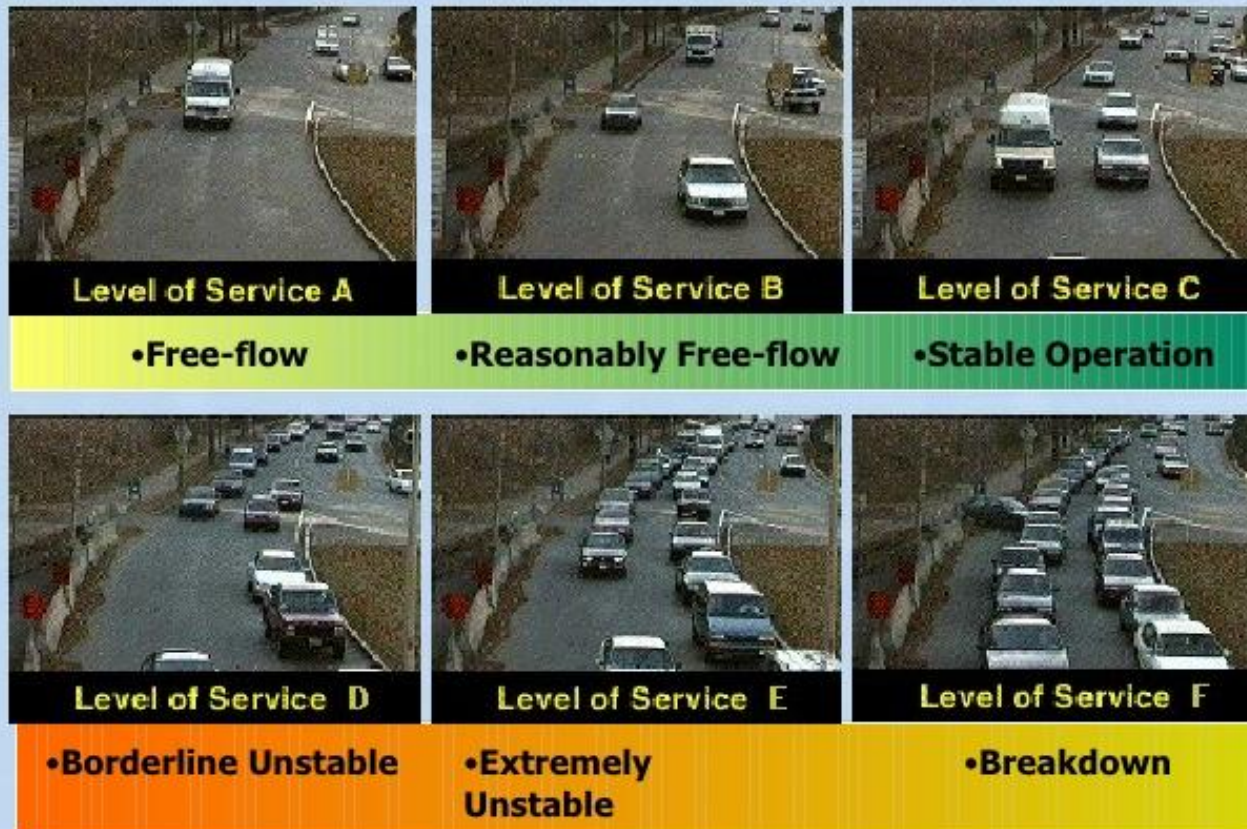 Level of Service A
Level of Service B
Level of Service C
•Free-flow
•Reasonably Free-flow
•Stable Operation
Level of Service D
Level of Service E
Level of Service F
•Borderline Unstable
•Extremely
Unstable
•Breakdown